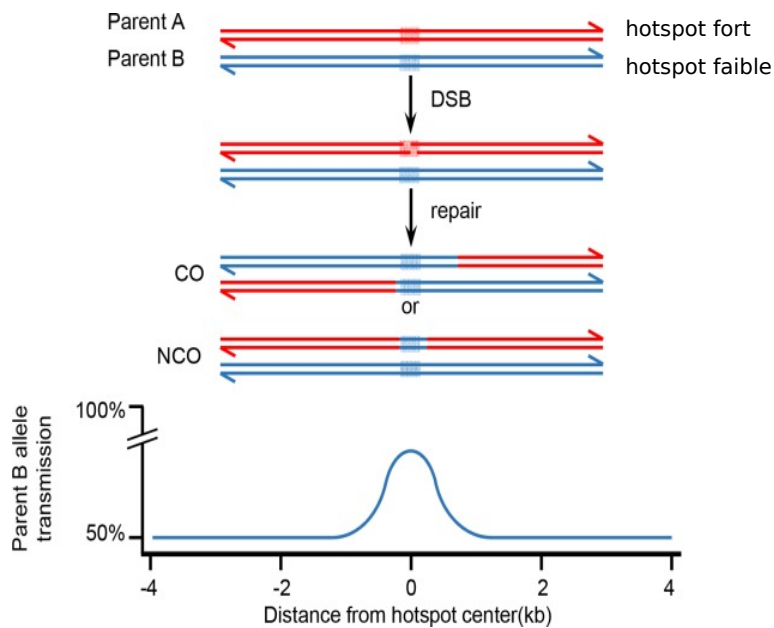 Parent A
hotspot fort
Parent B
hotspot faible
DSB
repair
CO
or
NCO
100%
50%
Parent B allele
transmission
-4 -2 0 2 4
Distance from hotspot center(kb)